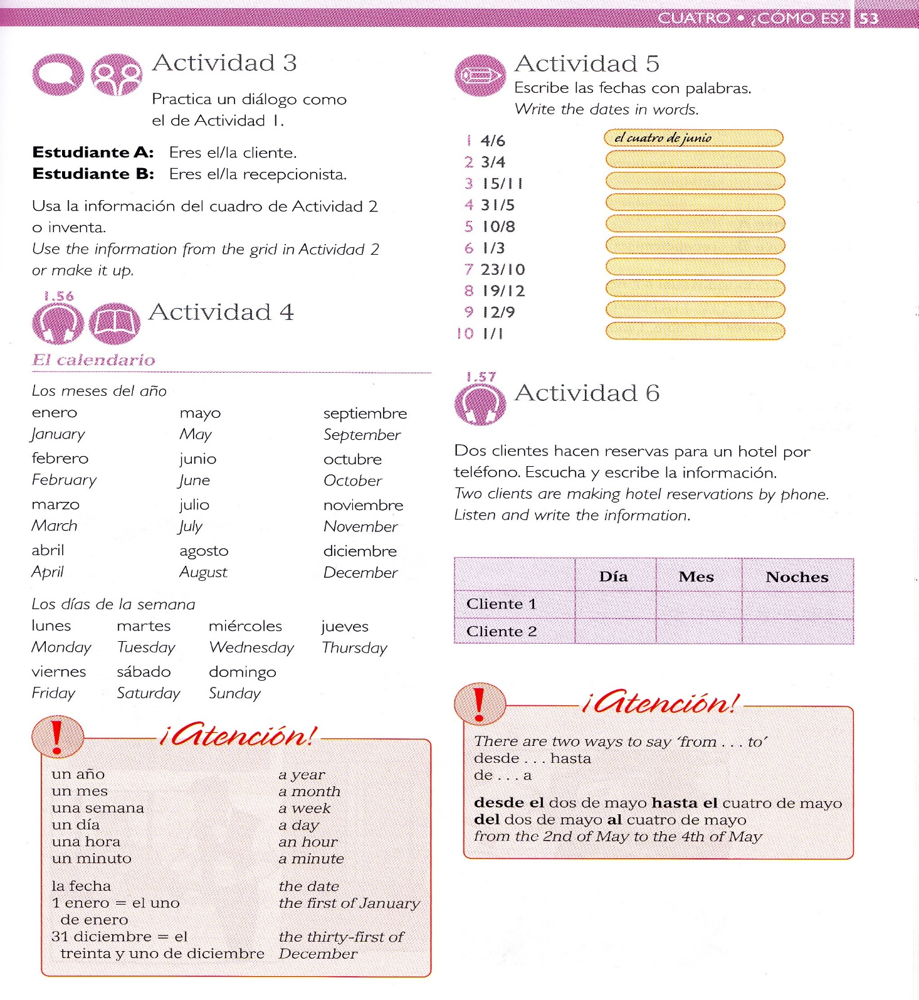 CUATRO • ¿CÓMO ES? 53
Actividad 3
Practica un diálogo como
el de Actividad 1.
Estudiante A: Eres el/la cliente.
Estudiante B: Eres el/la recepcionista.
Usa la información del cuadro de Actividad 2
o inventa.
Use the information from the grid in Actividad 2
or make it up.
1.56
Actividad 4
El calendario
Los meses del año
enero mayo septiembre
January May September
febrero junio octubre
February June October
marzo julio noviembre
March July November
abril agosto diciembre
April August December
Los días de la semana
lunes martes miércoles jueves
Monday Tuesday Wednesday Thursday
viernes sábado domingo
Friday Saturday Sunday
! ¡Atención!
un año a year
un mes a month
una semana a week
un día a day
una hora an hour
un minuto a minute
la fecha the date
1 enero = el uno the first of January
de enero
31 diciembre = el the thirty-first of
treinta y uno de diciembre December
Actividad 5
Escribe las fechas con palabras.
Write the dates in words.
1 4/6 el cuatro de junio
2 3/4
3 15/11
4 31/5
5 10/8
6 1/3
7 23/10
8 19/12
9 12/9
10 1/1
1.57
Actividad 6
Dos clientes hacen reservas para un hotel por
teléfono. Escucha y escribe la información.
Two clients are making hotel reservations by phone.
Listen and write the information.
Día Mes Noches
Cliente 1
Cliente 2
! ¡Atención!
There are two ways to say ‘from . . . to’
desde . . . hasta
de . . . a
desde el dos de mayo hasta el cuatro de mayo
del dos de mayo al cuatro de mayo
from the 2nd of May to the 4th of May